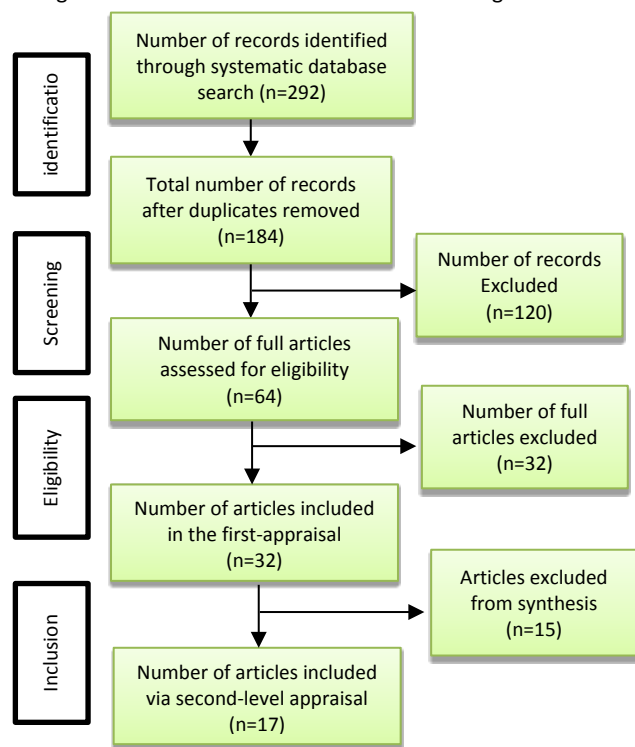 Number of records identified
through systematic database
search (n=292)
identificatio
Total number of records
after duplicates removed
(n=184)
Number of records
Excluded
(n=120)
Screening
Number of full articles
assessed for eligibility
(n=64)
Number of full
articles excluded
(n=32)
Eligibility
Number of articles included
in the first-appraisal
(n=32)
Articles excluded
from synthesis
(n=15)
Inclusion
Number of articles included
via second-level appraisal
(n=17)